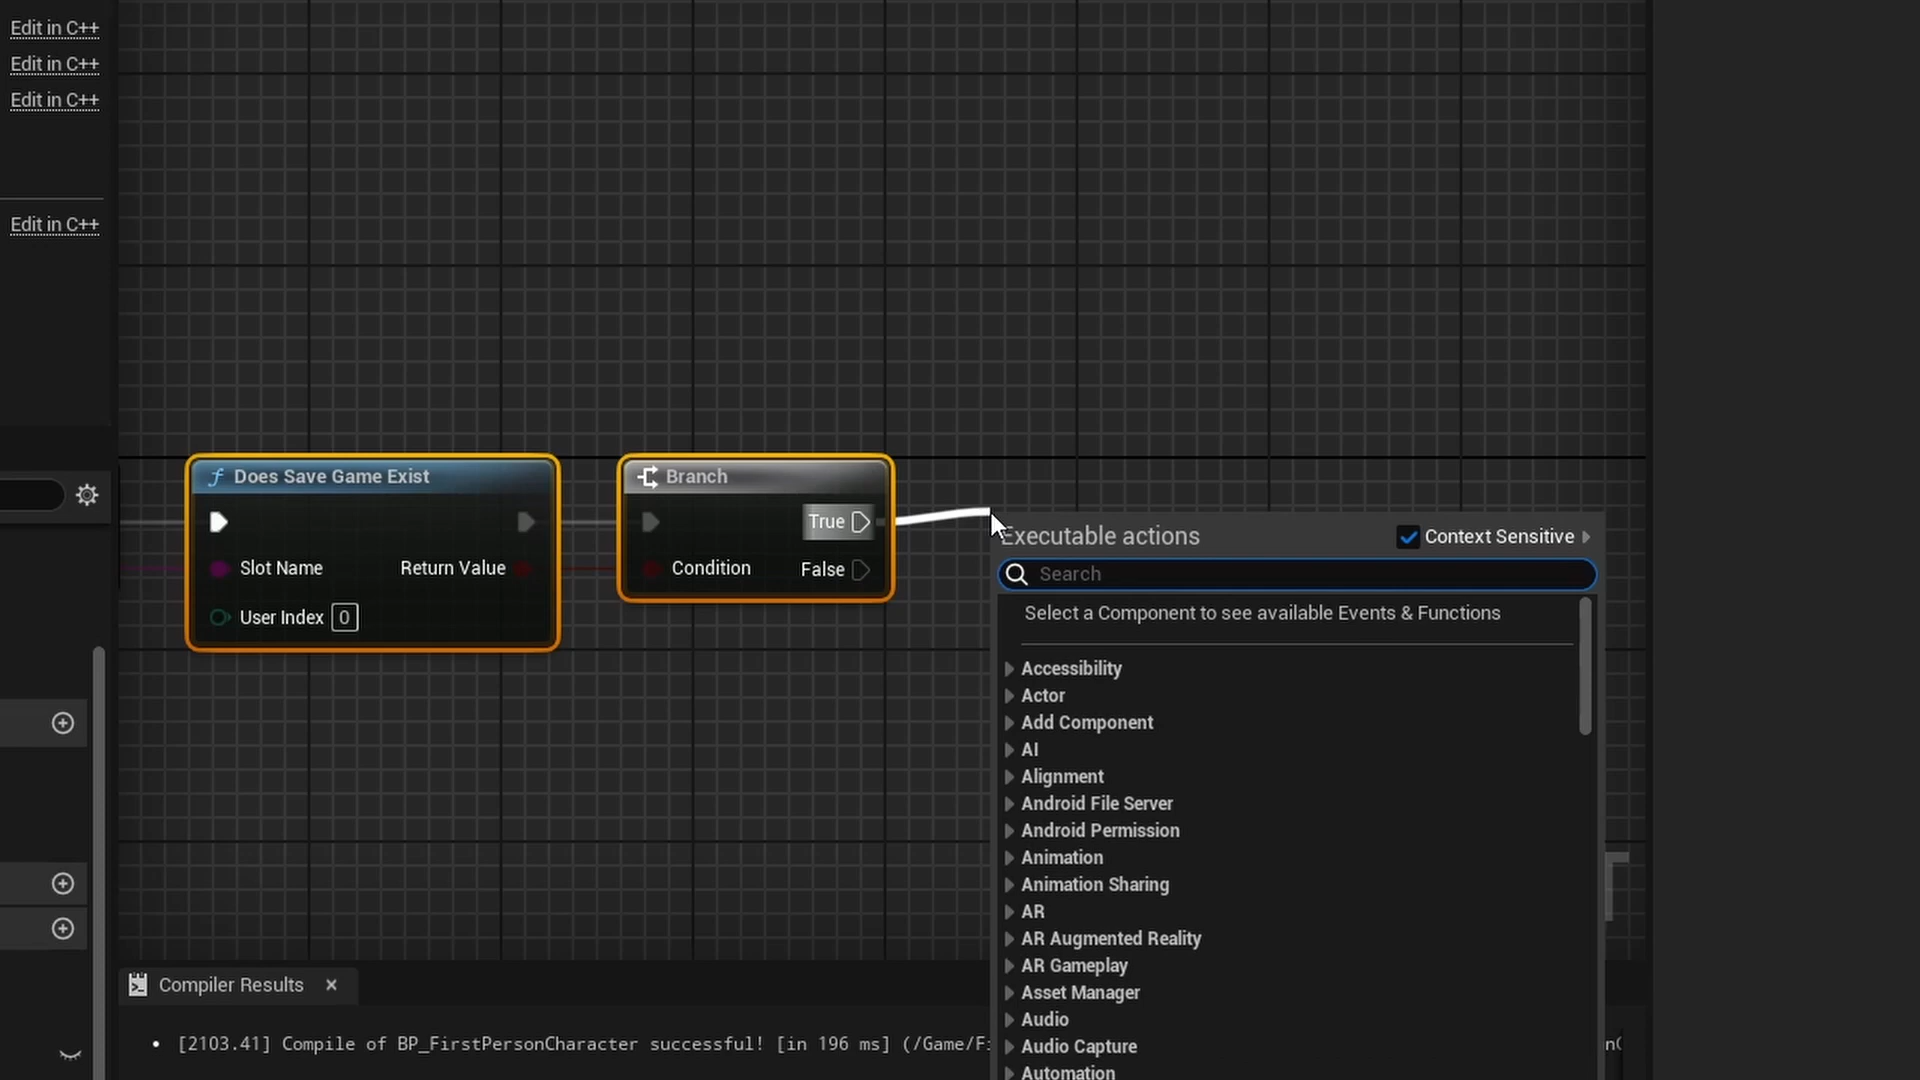 Edit in C++
Edit in C++
Edit in C++
Edit in C++
Does Save Game Exist
Slot Name
Return Value
User Index 0
Branch
True
Condition
False
Executable actions
Context Sensitive
Search
Select a Component to see available Events & Functions
Accessibility
Actor
Add Component
AI
Alignment
Android File Server
Android Permission
Animation
Animation Sharing
AR
AR Augmented Reality
AR Gameplay
Asset Manager
Audio
Audio Capture
Automation
Compiler Results
• [2103.41] Compile of BP_FirstPersonCharacter successful! [in 196 ms] (/Game/Fi